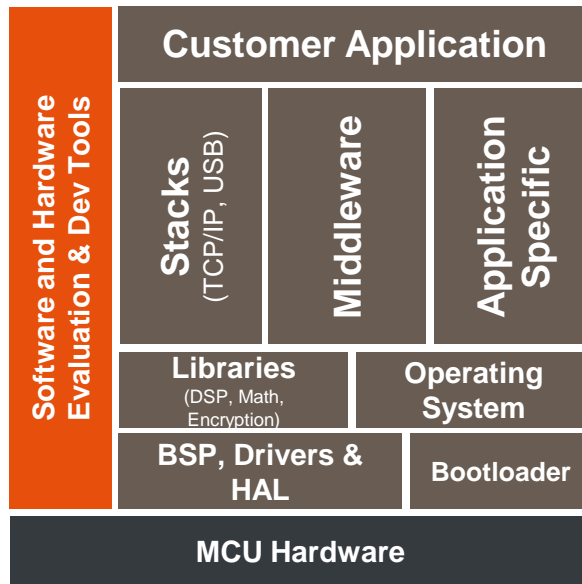 Customer Application
Software and Hardware
Evaluation & Dev Tools
Stacks
(TCP/IP, USB)
Middleware
Application
Specific
Libraries
(DSP, Math,
Encryption)
Operating
System
BSP, Drivers &
HAL
Bootloader
MCU Hardware